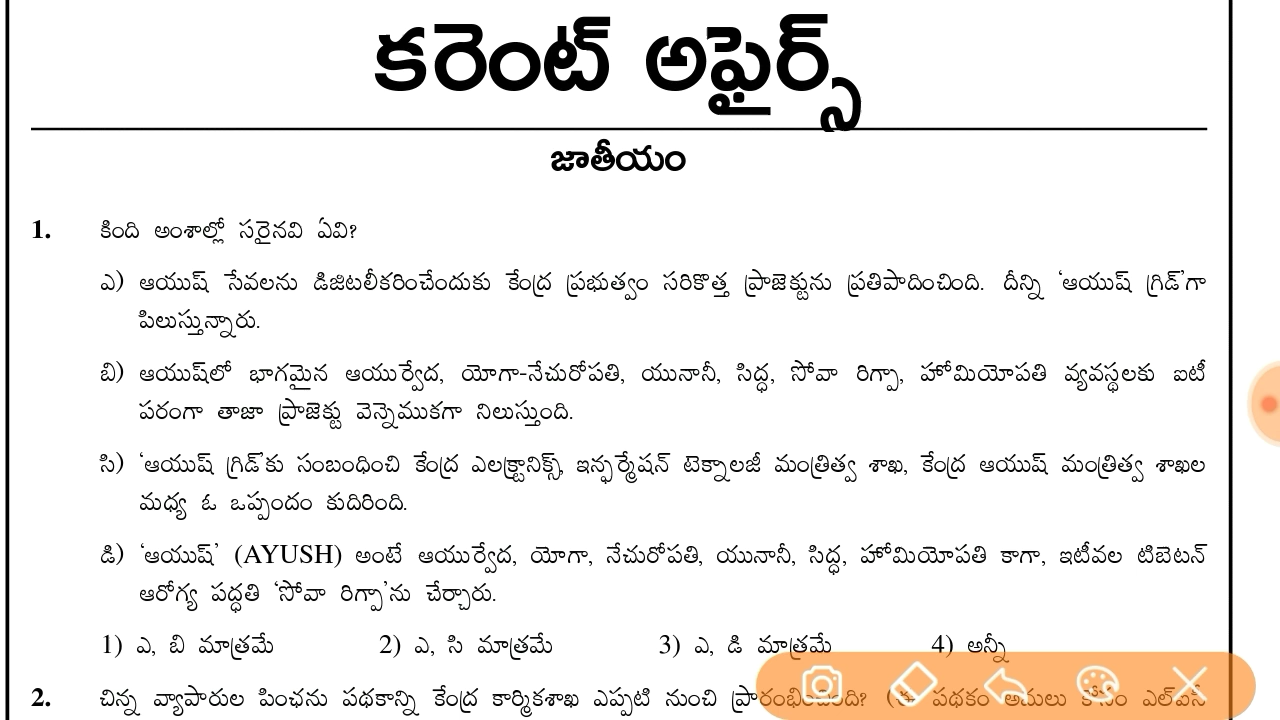 కరెంట్ అఫైర్స్
జాతీయం
1. కింది అంశాల్లో సరైనవి ఏవి?
ఎ) ఆయుష్ సేవలను డిజిటలీకరించేందుకు కేంద్ర ప్రభుత్వం సరికొత్త ప్రాజెక్టును ప్రతిపాదించింది. దీన్ని ‘ఆయుష్ గ్రిడ్’గా
పిలుస్తున్నారు.
బి) ఆయుష్‌లో భాగమైన ఆయుర్వేద, యోగా-నేచురోపతి, యునానీ, సిద్ధ, సోవా రిగ్పా, హోమియోపతి వ్యవస్థలకు ఐటీ
పరంగా తాజా ప్రాజెక్టు వెన్నెముకగా నిలుస్తుంది.
సి) ‘ఆయుష్ గ్రిడ్’కు సంబంధించి కేంద్ర ఎలక్ట్రానిక్స్, ఇన్ఫర్మేషన్ టెక్నాలజీ మంత్రిత్వ శాఖ, కేంద్ర ఆయుష్ మంత్రిత్వ శాఖల
మధ్య ఓ ఒప్పందం కుదిరింది.
డి) ‘ఆయుష్’ (AYUSH) అంటే ఆయుర్వేద, యోగా, నేచురోపతి, యునానీ, సిద్ధ, హోమియోపతి కాగా, ఇటీవల టిబెటన్
ఆరోగ్య పద్ధతి ‘సోవా రిగ్పా’ను చేర్చారు.
1) ఎ, బి మాత్రమే 2) ఎ, సి మాత్రమే 3) ఎ, డి మాత్రమే 4) అన్నీ
2. చిన్న వ్యాపారుల పింఛను పథకాన్ని కేంద్ర కార్మికశాఖ ఎప్పటి నుంచి ప్రారంభించింది? (ఈ పథకం అమలు కోసం